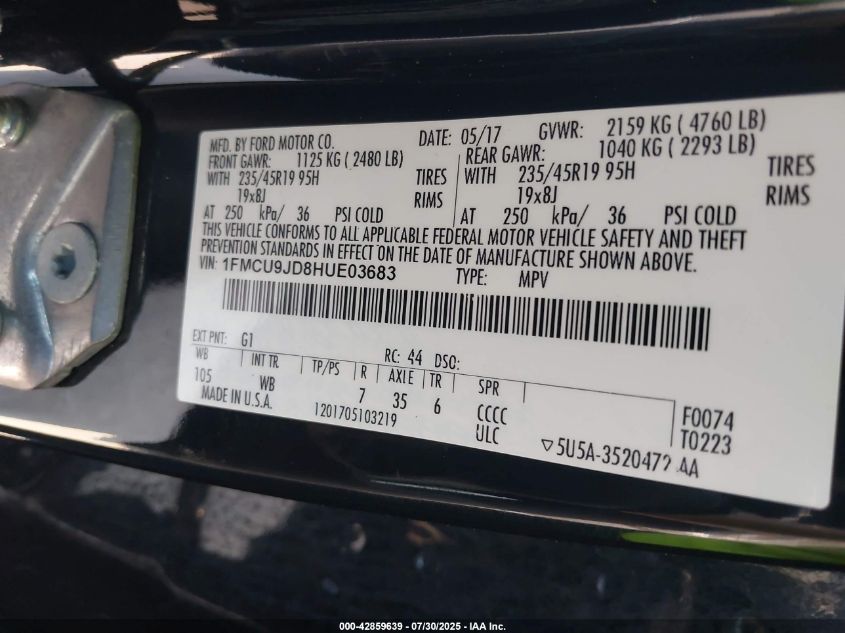 MFD. BY FORD MOTOR CO. DATE: 05/17 GVWR: 2159 KG ( 4760 LB)
FRONT GAWR: 1125 KG ( 2480 LB) REAR GAWR: 1040 KG ( 2293 LB)
WITH 235/45R19 95H TIRES WITH 235/45R19 95H TIRES
19x8J RIMS 19x8J RIMS
AT 250 kPa/ 36 PSI COLD AT 250 kPa/ 36 PSI COLD
THIS VEHICLE CONFORMS TO ALL APPLICABLE FEDERAL MOTOR VEHICLE SAFETY AND THEFT
PREVENTION STANDARDS IN EFFECT ON THE DATE OF MANUFACTURE SHOWN ABOVE.
VIN: 1FMCU9JD8HUE03683 TYPE: MPV
EXT PNT: G1 RC: 44 DSO:
WB INT TR TP/PS R AXLE TR SPR
105 WB 7 35 6 CCCC F0074
MADE IN U.S.A. 1201705103219 ULC T0223
▽5U5A-3520472 AA
000-42859639 - 07/30/2025 - IAA Inc.